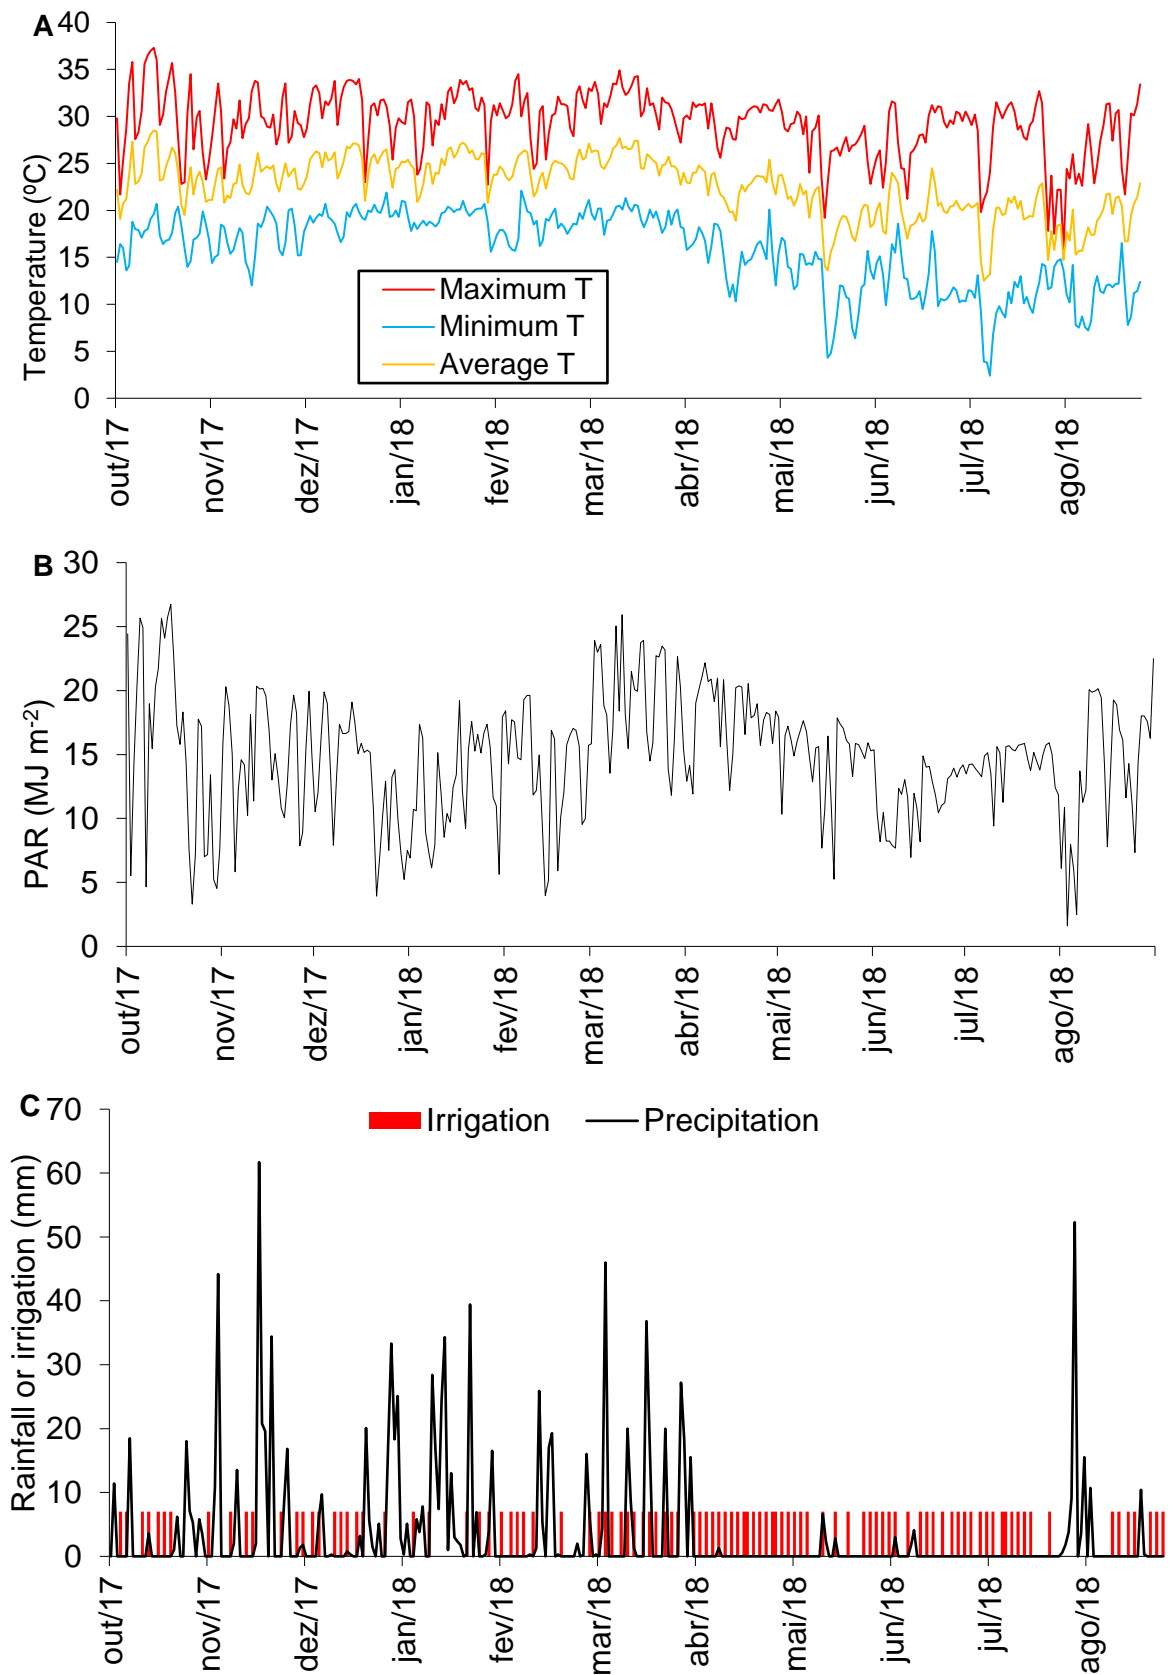 A
40
35
30
25
20
15
10
5
0
Temperature (ºC)
Maximum T
Minimum T
Average T
out/17 nov/17 dez/17 jan/18 fev/18 mar/18 abr/18 mai/18 jun/18 jul/18 ago/18
B
30
25
20
15
10
5
0
PAR (MJ m-2)
out/17 nov/17 dez/17 jan/18 fev/18 mar/18 abr/18 mai/18 jun/18 jul/18 ago/18
C
70
60
50
40
30
20
10
0
Rainfall or irrigation (mm)
Irrigation Precipitation
out/17 nov/17 dez/17 jan/18 fev/18 mar/18 abr/18 mai/18 jun/18 jul/18 ago/18